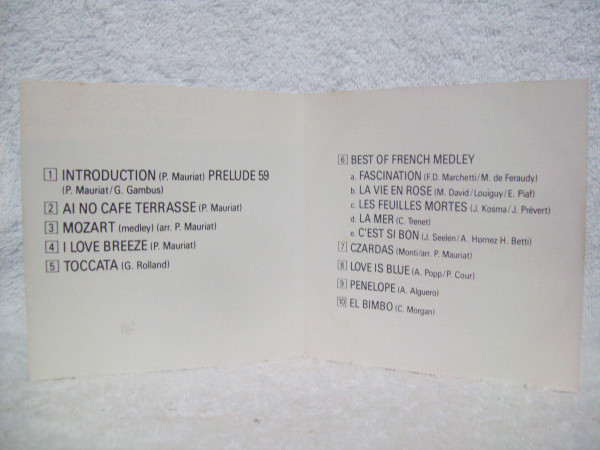 1 INTRODUCTION (P. Mauriat) PRELUDE 59
(P. Mauriat/G. Gambus)
2 AI NO CAFE TERRASSE (P. Mauriat)
3 MOZART (medley) (arr. P. Mauriat)
4 I LOVE BREEZE (P. Mauriat)
5 TOCCATA (G. Rolland)
6 BEST OF FRENCH MEDLEY
a. FASCINATION (F.D. Marchetti/M. de Feraudy)
b. LA VIE EN ROSE (M. David/Louiguy/E. Piaf)
c. LES FEUILLES MORTES (J. Kosma/J. Prévert)
d. LA MER (C. Trenet)
e. C'EST SI BON (J. Seelen/A. Hornez H. Betti)
7 CZARDAS (Monti/arr. P. Mauriat)
8 LOVE IS BLUE (A. Popp/P. Cour)
9 PENELOPE (A. Alguero)
10 EL BIMBO (C. Morgan)